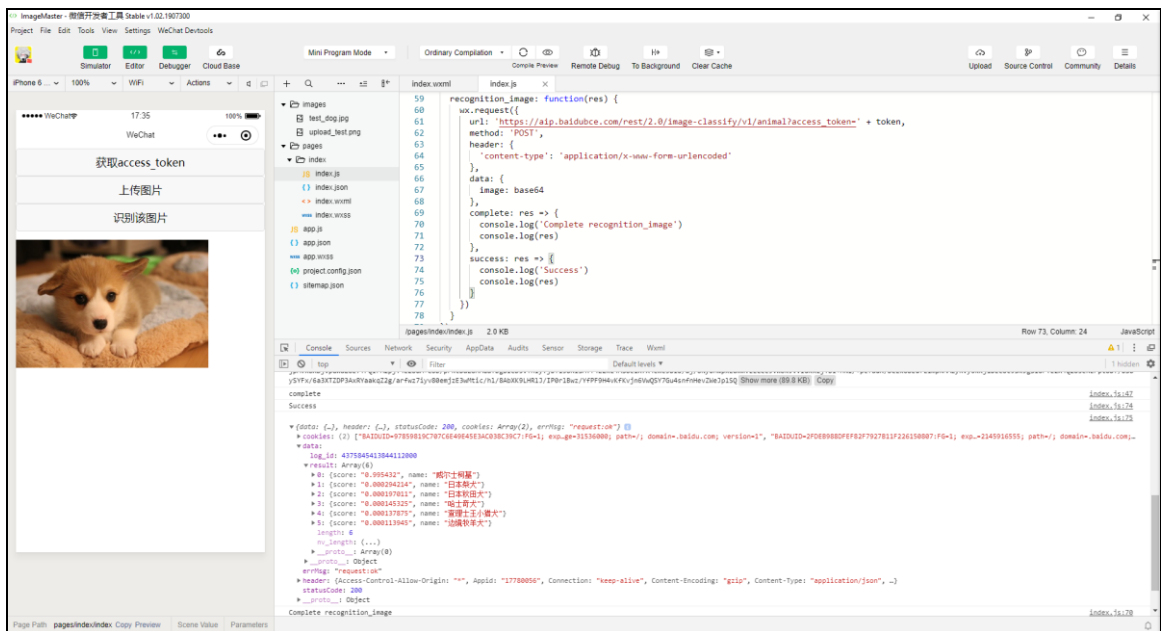 ImageMaster - 微信开发者工具 Stable v1.02.1907300
Project File Edit Tools View Settings WeChat Devtools
Simulator Editor Debugger Cloud Base Mini Program Mode Ordinary Compilation Compile Preview Remote Debug To Background Clear Cache Upload Source Control Community Details
iPhone 6 ... 100% WiFi Actions index.wxml index.js
WeChat 17:35 100%
WeChat
获取access_token
上传图片
识别该图片
images
test_dog.jpg
upload_test.png
pages
index
index.js
index.json
index.wxml
index.wxss
app.js
app.json
app.wxss
project.config.json
sitemap.json
59 recognition_image: function(res) {
60 wx.request({
61 url: 'https://aip.baidubce.com/rest/2.0/image-classify/v1/animal?access_token=' + token,
62 method: 'POST',
63 header: {
64 'content-type': 'application/x-www-form-urlencoded'
65 },
66 data: {
67 image: base64
68 },
69 complete: res => {
70 console.log('Complete recognition_image')
71 console.log(res)
72 },
73 success: res => {
74 console.log('Success')
75 console.log(res)
76 }
77 })
78 }
/pages/index/index.js 2.0 KB Row 73, Column: 24 JavaScript
Console Sources Network Security AppData Audits Sensor Storage Trace Wxml 1
top Filter Default levels 1 hidden
Show more (89.8 KB) Copy
complete index.js:47
Success index.js:74
index.js:75
{data: {…}, header: {…}, statusCode: 200, cookies: Array(2), errMsg: "request:ok"}
data:
log_id: 4375845413844112000
result: Array(6)
0: {score: "0.995432", name: "威尔士柯基"}
1: {score: "0.000294214", name: "日本柴犬"}
2: {score: "0.000197011", name: "日本秋田犬"}
3: {score: "0.000145325", name: "哈士奇犬"}
4: {score: "0.000137875", name: "查理士王小猎犬"}
5: {score: "0.000113945", name: "边境牧羊犬"}
length: 6
nv_length: (...)
__proto__: Array(0)
__proto__: Object
errMsg: "request:ok"
header: {Access-Control-Allow-Origin: "*", Appid: "17780056", Connection: "keep-alive", Content-Encoding: "gzip", Content-Type: "application/json", …}
statusCode: 200
__proto__: Object
Complete recognition_image index.js:70
Page Path pages/index/index Copy Preview Scene Value Parameters